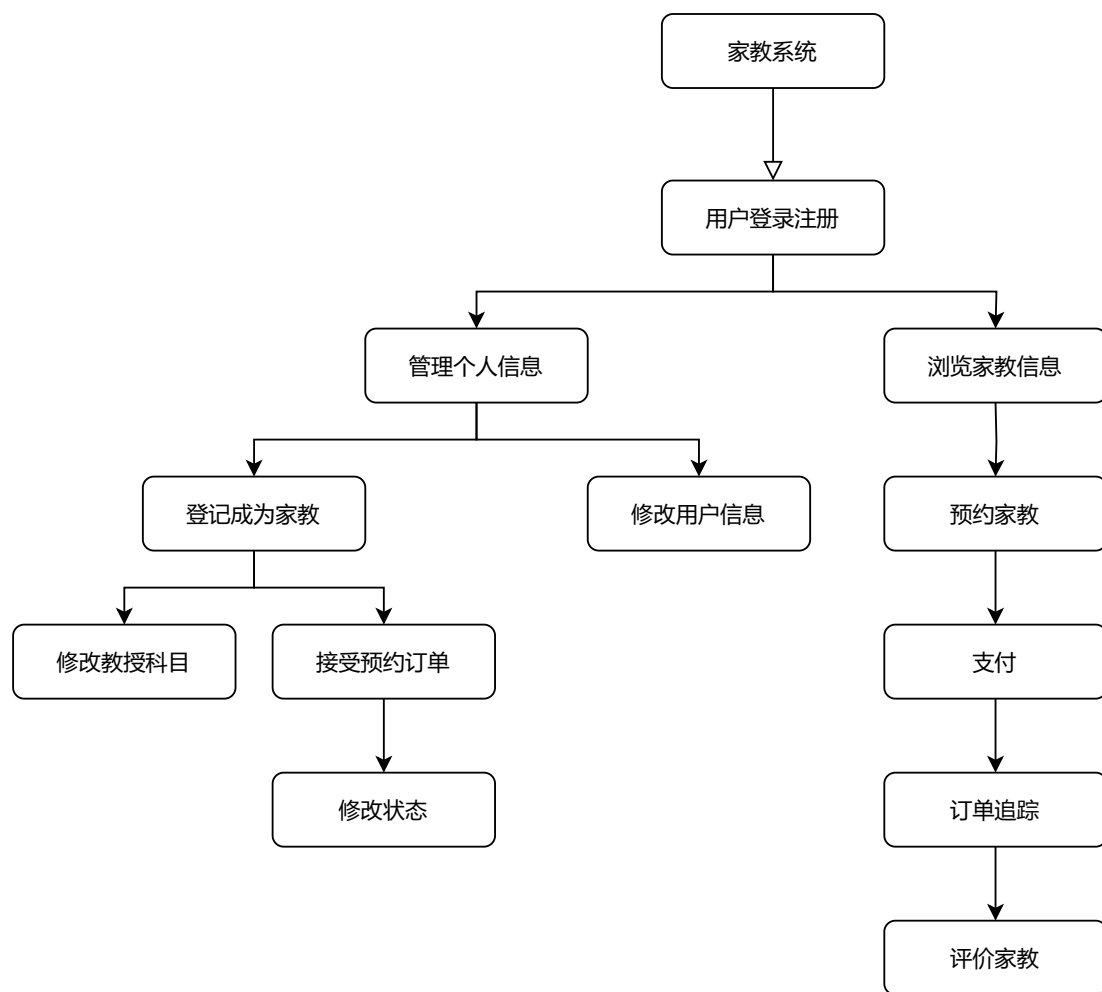 家教系统
用户登录注册
管理个人信息
浏览家教信息
登记成为家教
修改用户信息
预约家教
修改教授科目
接受预约订单
支付
修改状态
订单追踪
评价家教